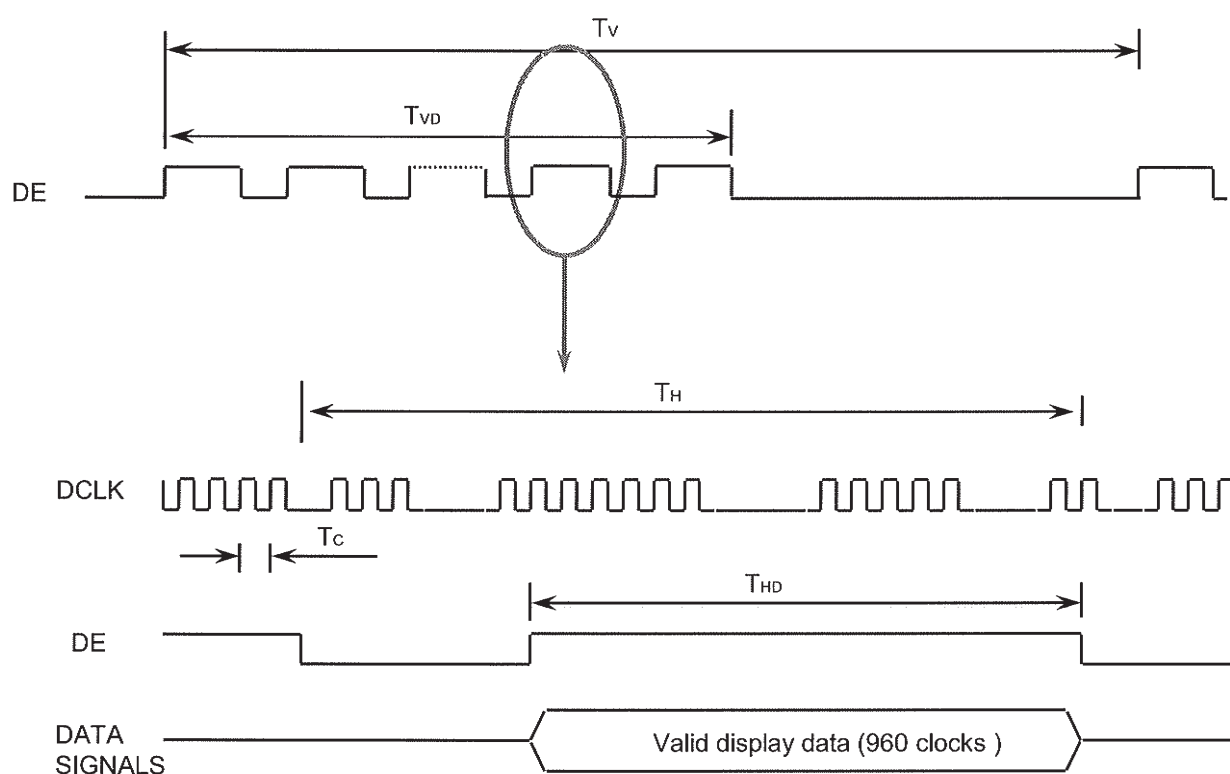 TV
TVD
DE
TH
DCLK
TC
THD
DE
DATA
SIGNALS
Valid display data (960 clocks )